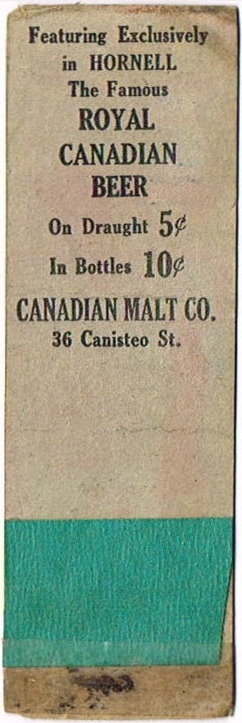 Featuring Exclusively
in HORNELL
The Famous
ROYAL
CANADIAN
BEER
On Draught 5¢
In Bottles 10¢
CANADIAN MALT CO.
36 Canisteo St.